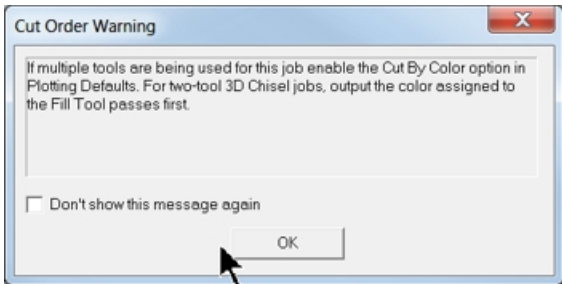 Cut Order Warning
If multiple tools are being used for this job enable the Cut By Color option in
Plotting Defaults. For two-tool 3D Chisel jobs, output the color assigned to
the Fill Tool passes first.
Don't show this message again
OK